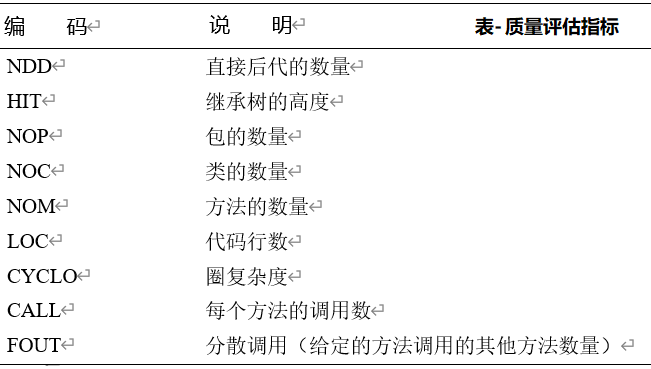 编 码 说 明 表-质量评估指标
NDD 直接后代的数量
HIT 继承树的高度
NOP 包的数量
NOC 类的数量
NOM 方法的数量
LOC 代码行数
CYCLO 圈复杂度
CALL 每个方法的调用数
FOUT 分散调用（给定的方法调用的其他方法数量）